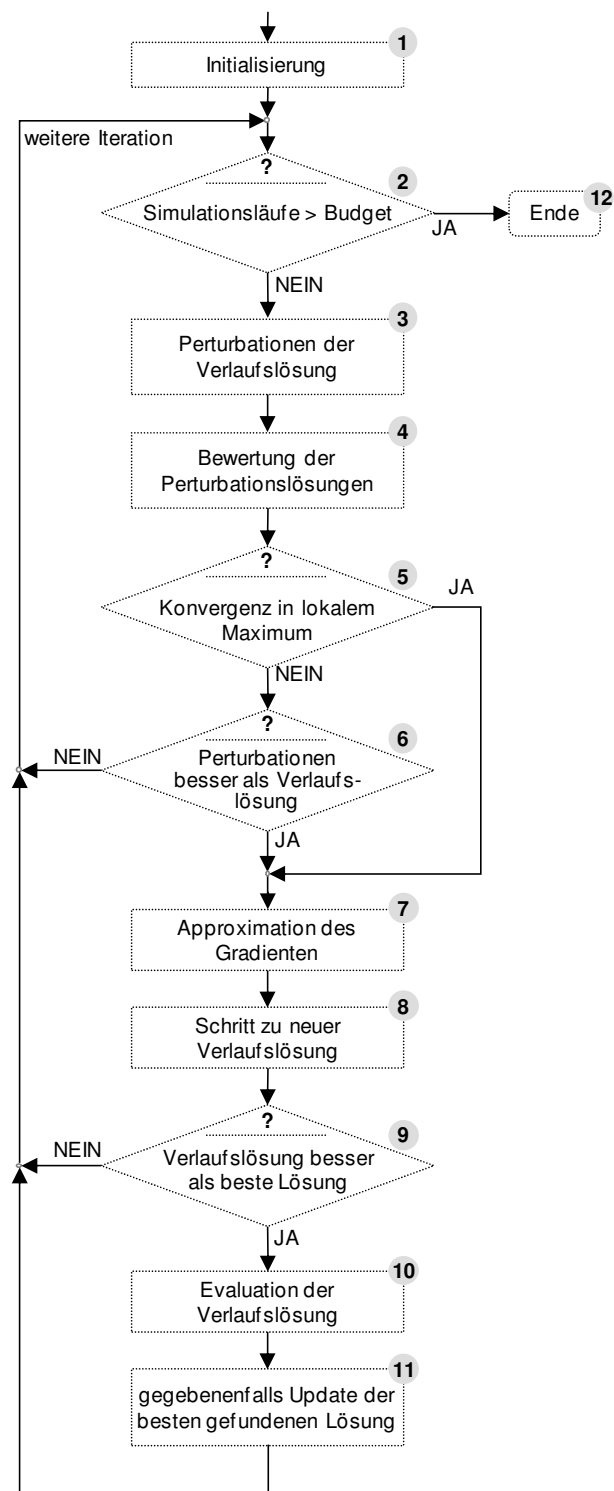 1
Initialisierung
weitere Iteration
?
2
Simulationsläufe > Budget
JA
12
Ende
NEIN
3
Perturbationen der
Verlaufslösung
4
Bewertung der
Perturbationslösungen
?
5
JA
Konvergenz in lokalem
Maximum
NEIN
?
6
NEIN
Perturbationen
besser als Verlaufs-
lösung
JA
7
Approximation des
Gradienten
8
Schritt zu neuer
Verlaufslösung
?
9
NEIN
Verlaufslösung besser
als beste Lösung
JA
10
Evaluation der
Verlaufslösung
11
gegebenenfalls Update der
besten gefundenen Lösung